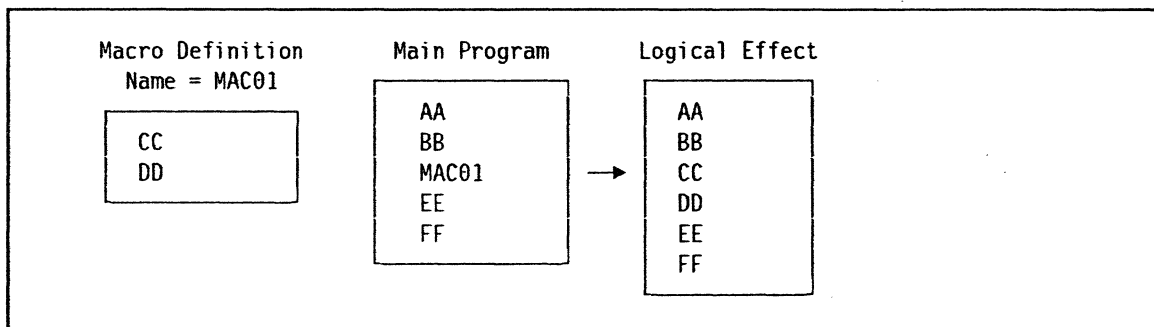 Macro Definition
Name = MAC01
CC
DD
Main Program
AA
BB
MAC01
EE
FF
Logical Effect
AA
BB
CC
DD
EE
FF